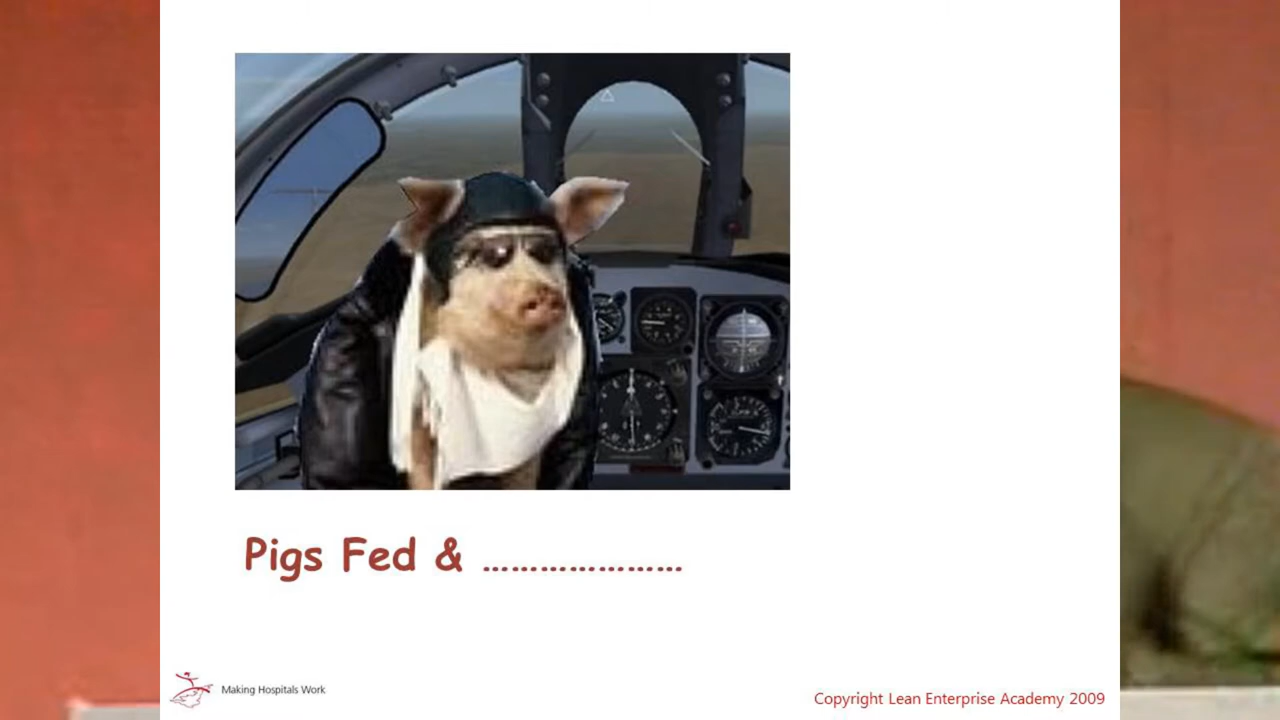 Pigs Fed & .....................
Making Hospitals Work
Copyright Lean Enterprise Academy 2009